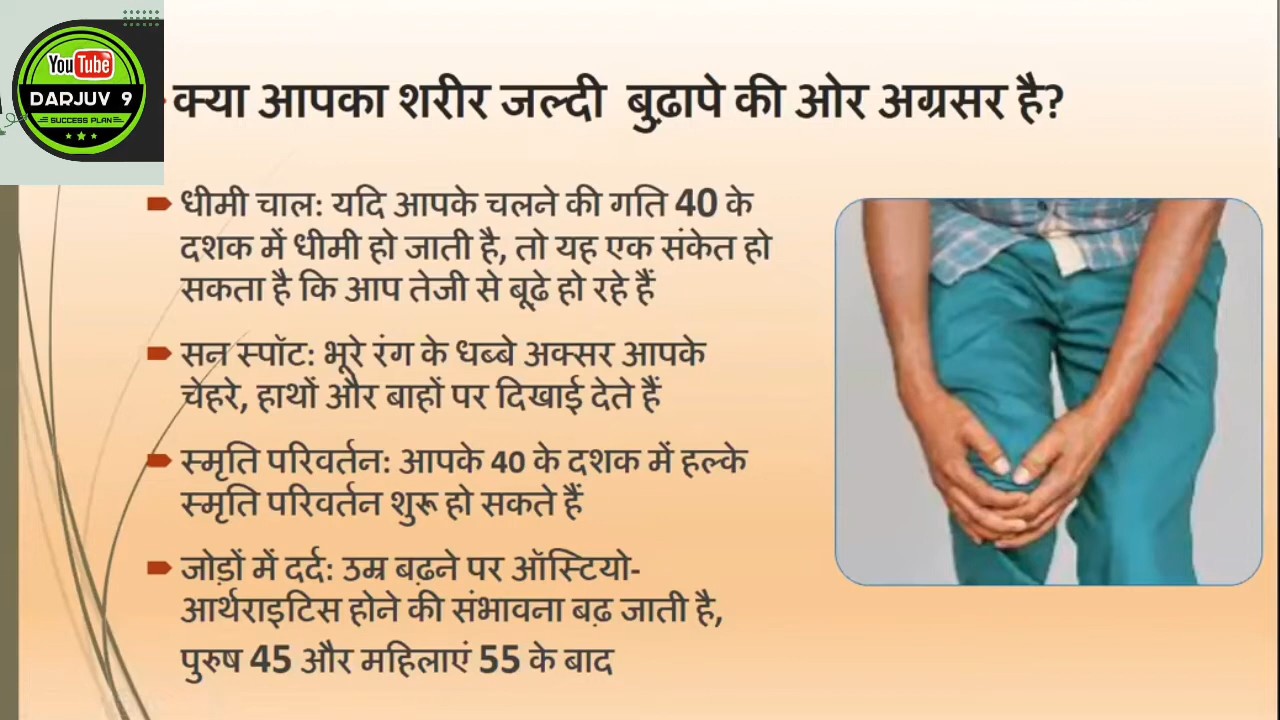 YouTube
DARJUV 9
SUCCESS PLAN
क्या आपका शरीर जल्दी बुढ़ापे की ओर अग्रसर है?
धीमी चाल: यदि आपके चलने की गति 40 के
दशक में धीमी हो जाती है, तो यह एक संकेत हो
सकता है कि आप तेजी से बूढ़े हो रहे हैं
सन स्पॉट: भूरे रंग के धब्बे अक्सर आपके
चेहरे, हाथों और बाहों पर दिखाई देते हैं
स्मृति परिवर्तन: आपके 40 के दशक में हल्के
स्मृति परिवर्तन शुरू हो सकते हैं
जोड़ों में दर्द: उम्र बढ़ने पर ऑस्टियो-
आर्थराइटिस होने की संभावना बढ़ जाती है,
पुरुष 45 और महिलाएं 55 के बाद